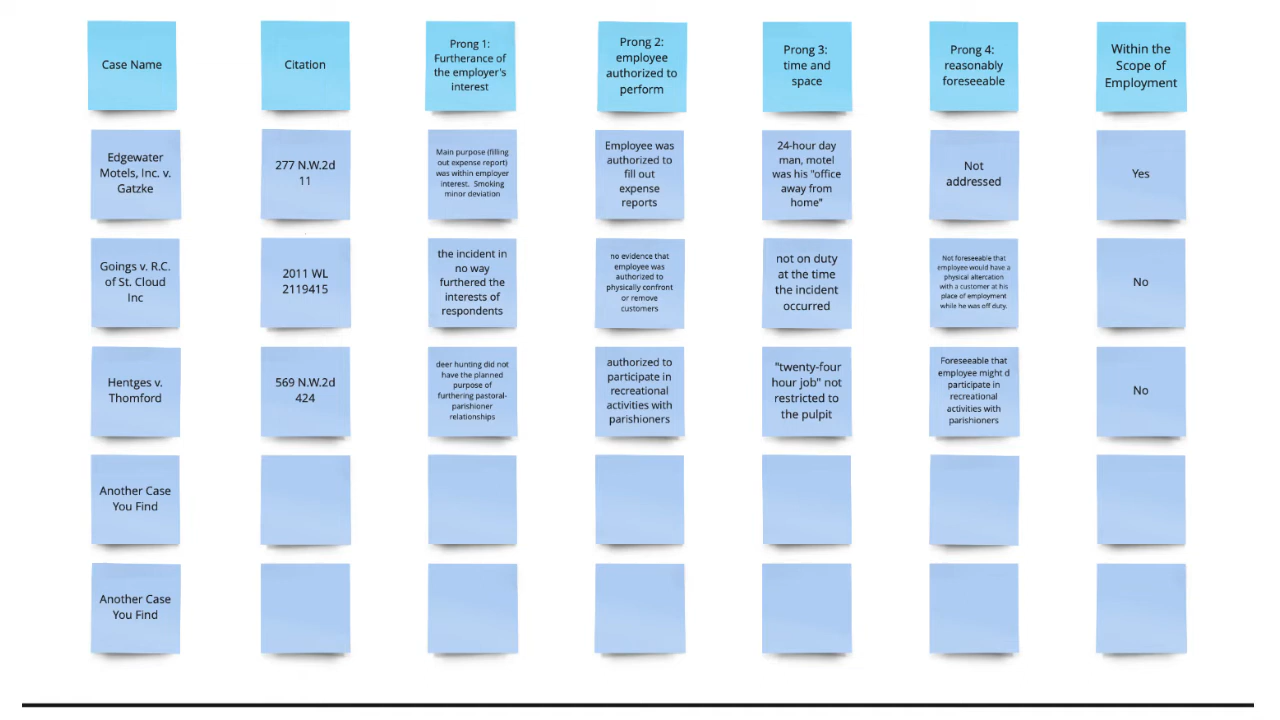 Case Name
Citation
Prong 1:
Furtherance of
the employer's
interest
Prong 2:
employee
authorized to
perform
Prong 3:
time and
space
Prong 4:
reasonably
foreseeable
Within the
Scope of
Employment
Edgewater
Motels, Inc. v.
Gatzke
277 N.W.2d
11
Main purpose (filling
out expense report)
was within employer
interest. Smoking
minor deviation
Employee was
authorized to
fill out
expense
reports
24-hour day
man, motel
was his "office
away from
home"
Not
addressed
Yes
Goings v. R.C.
of St. Cloud
Inc
2011 WL
2119415
the incident in
no way
furthered the
interests of
respondents
no evidence that
employee was
authorized to
physically confront
or remove
customers
not on duty
at the time
the incident
occurred
Not foreseeable that
employee would have a
physical altercation
with a customer at his
place of employment
while he was off duty.
No
Hentges v.
Thomford
569 N.W.2d
424
deer hunting did not
have the planned
purpose of
furthering pastoral-
parishioner
relationships
authorized to
participate in
recreational
activities with
parishioners
"twenty-four
hour job" not
restricted to
the pulpit
Foreseeable that
employee might d
participate in
recreational
activities with
parishioners
No
Another Case
You Find
Another Case
You Find